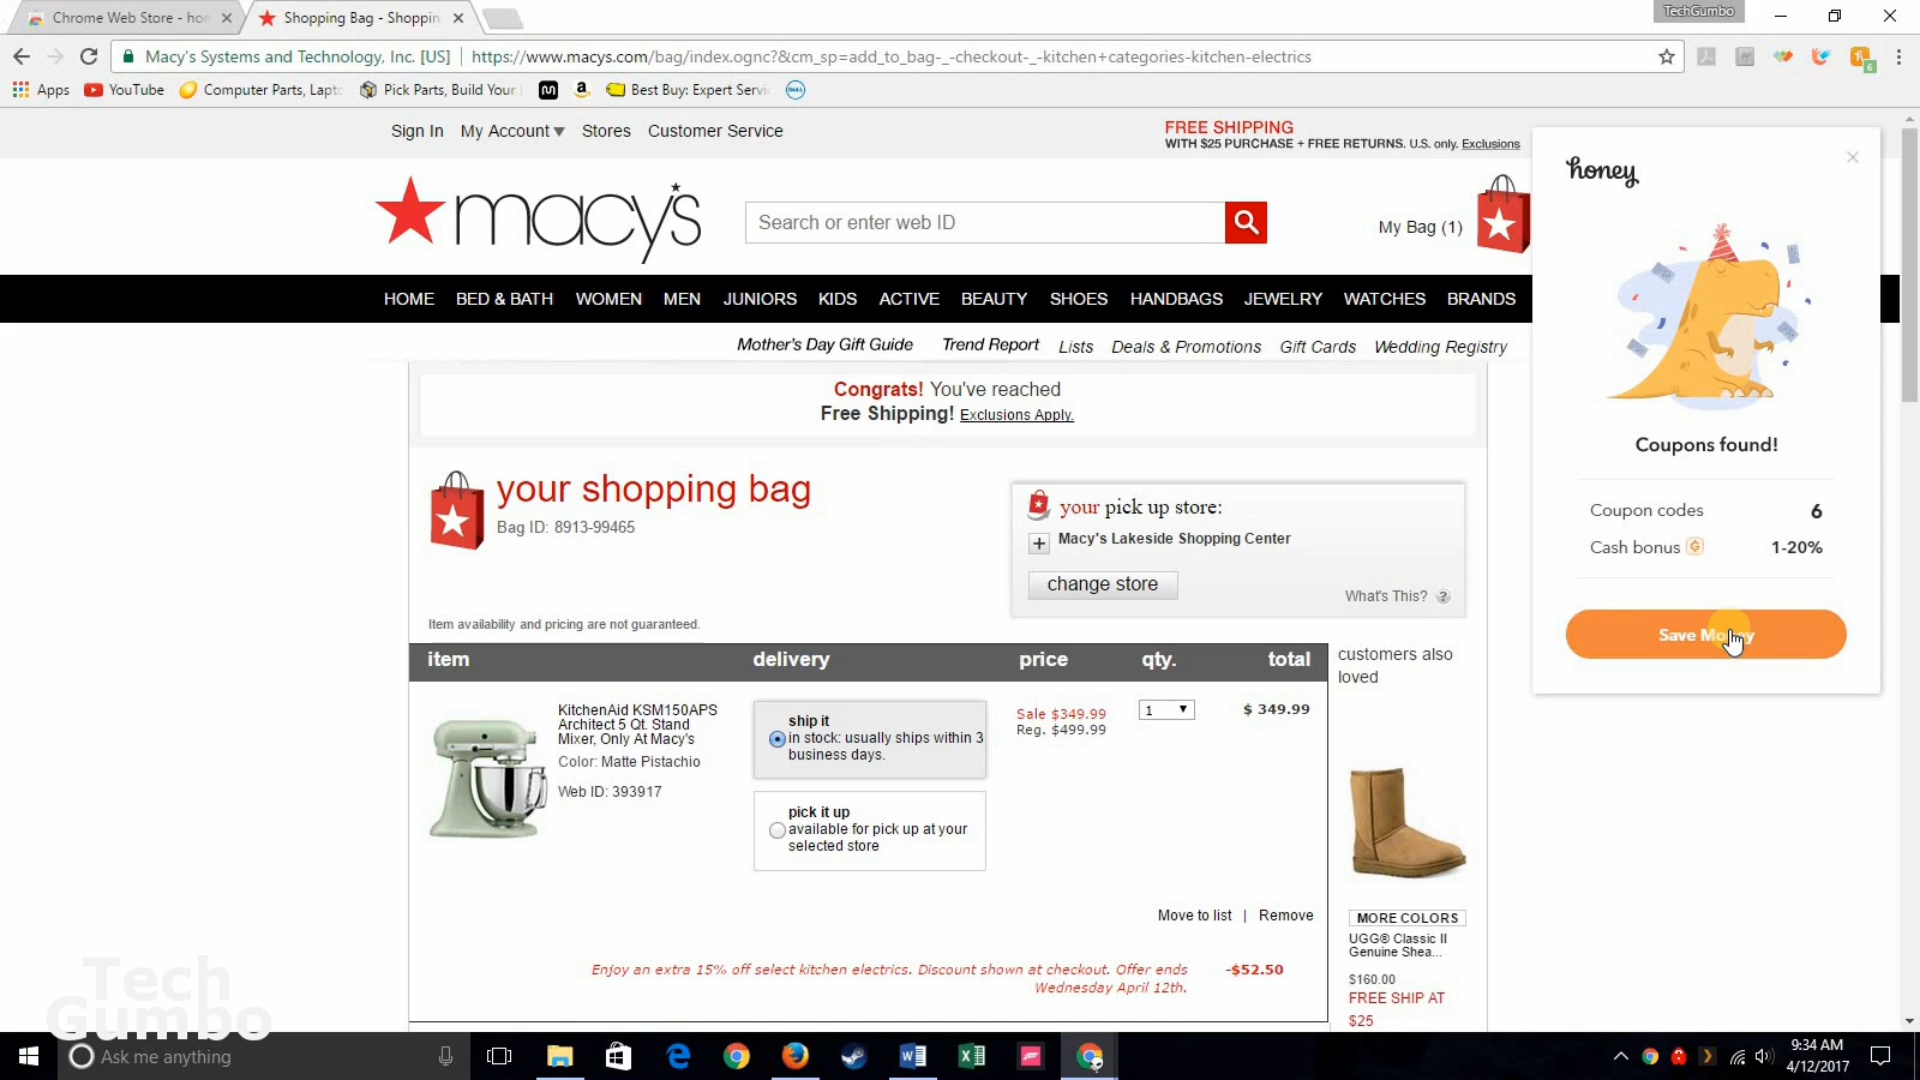 Chrome Web Store - hon
Shopping Bag - Shoppin
TechGumbo
Macy's Systems and Technology, Inc. [US]
https://www.macys.com/bag/index.ognc?&cm_sp=add_to_bag-_-checkout-_-kitchen+categories-kitchen-electrics
6
Apps
YouTube
Computer Parts, Lapto
Pick Parts, Build Your
Best Buy: Expert Servi
Sign In
My Account
Stores
Customer Service
FREE SHIPPING
WITH $25 PURCHASE + FREE RETURNS. U.S. only. Exclusions
macy's
Search or enter web ID
My Bag (1)
HOME BED & BATH WOMEN MEN JUNIORS KIDS ACTIVE BEAUTY SHOES HANDBAGS JEWELRY WATCHES BRANDS
Mother's Day Gift Guide Trend Report Lists Deals & Promotions Gift Cards Wedding Registry
Congrats! You've reached
Free Shipping! Exclusions Apply.
your shopping bag
Bag ID: 8913-99465
your pick up store:
+ Macy's Lakeside Shopping Center
change store
What's This? ?
Item availability and pricing are not guaranteed.
item delivery price qty. total
KitchenAid KSM150APS
Architect 5 Qt. Stand
Mixer, Only At Macy's
Color: Matte Pistachio
Web ID: 393917
ship it
in stock: usually ships within 3
business days.
pick it up
available for pick up at your
selected store
Sale $349.99
Reg. $499.99
1
$ 349.99
Move to list | Remove
Enjoy an extra 15% off select kitchen electrics. Discount shown at checkout. Offer ends
Wednesday April 12th.
-$52.50
customers also
loved
MORE COLORS
UGG® Classic II
Genuine Shea...
$160.00
FREE SHIP AT
$25
honey
Coupons found!
Coupon codes 6
Cash bonus G 1-20%
Save Money
Tech
Gumbo
Ask me anything
9:34 AM
4/12/2017